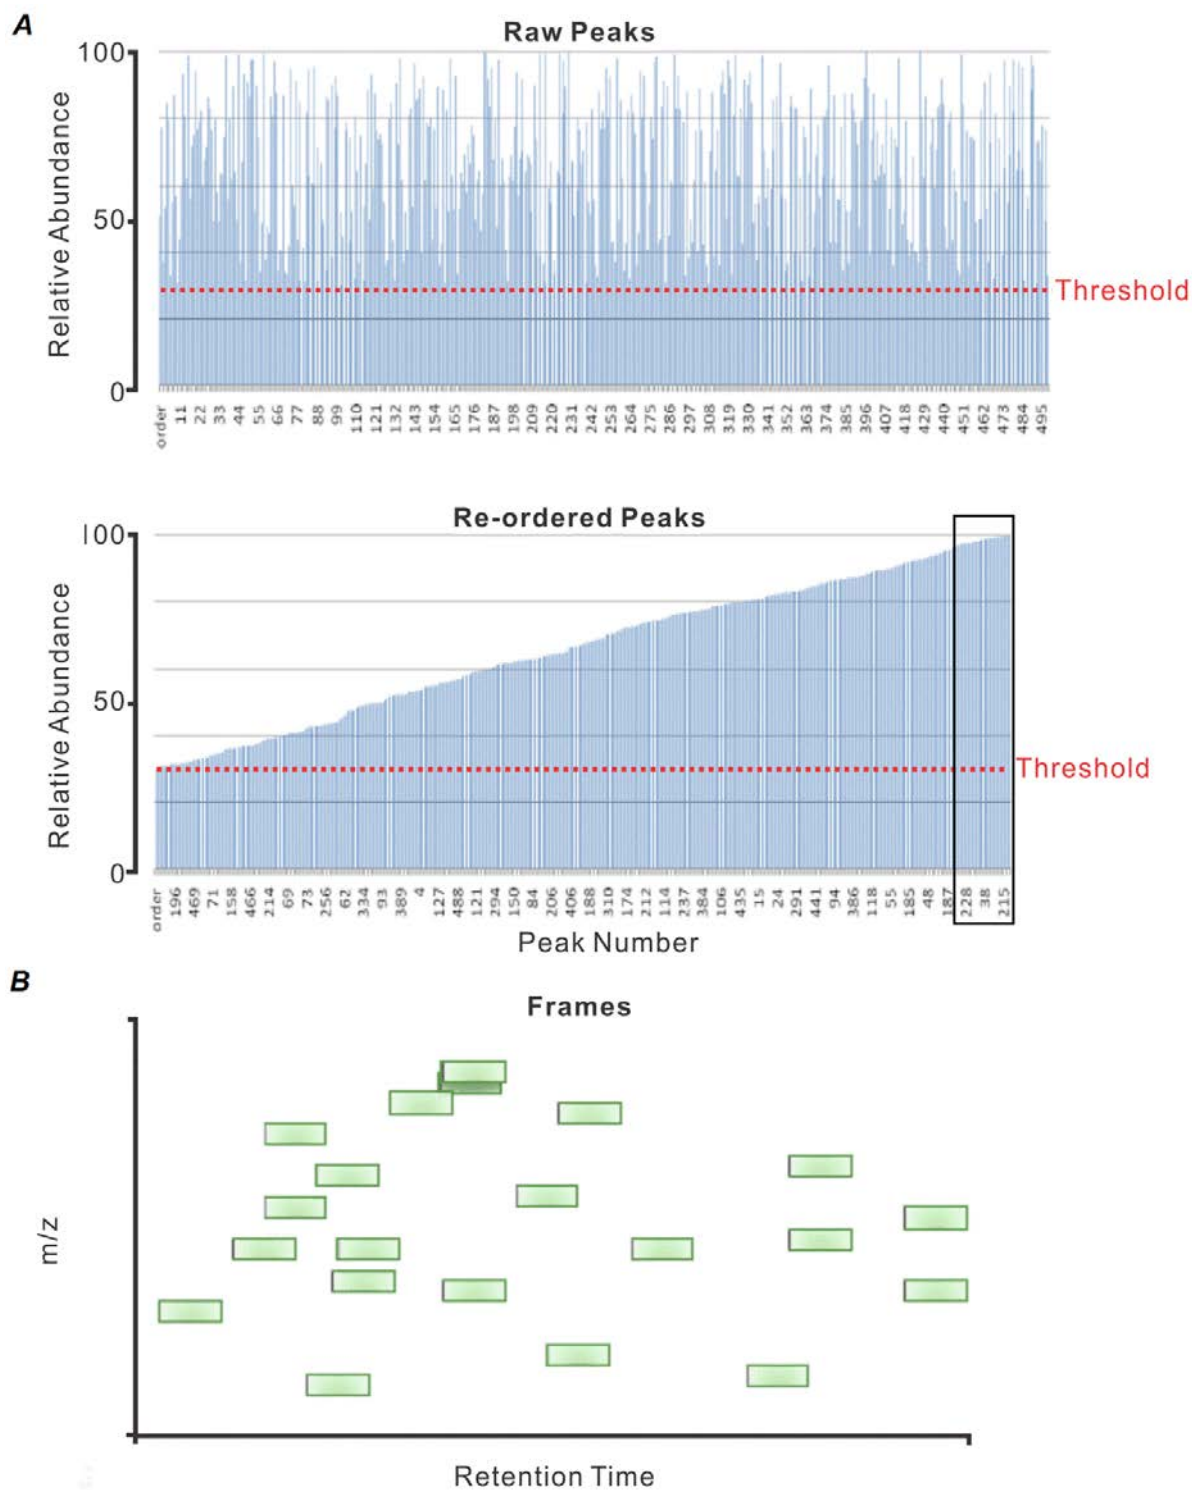 A
Raw Peaks
100
50
0
Relative Abundance
Threshold
order 11 22 33 44 55 66 77 88 99 110 121 132 143 154 165 176 187 198 209 220 231 242 253 264 275 286 297 308 319 330 341 352 363 374 385 396 407 418 429 440 451 462 473 484 495
Re-ordered Peaks
100
50
0
Relative Abundance
Threshold
order 196 469 71 158 466 214 69 73 256 62 334 93 389 4 127 488 121 294 150 84 206 406 188 310 174 212 114 237 384 106 435 15 24 291 441 94 386 118 55 185 48 187 228 38 215
Peak Number
B
Frames
m/z
Retention Time